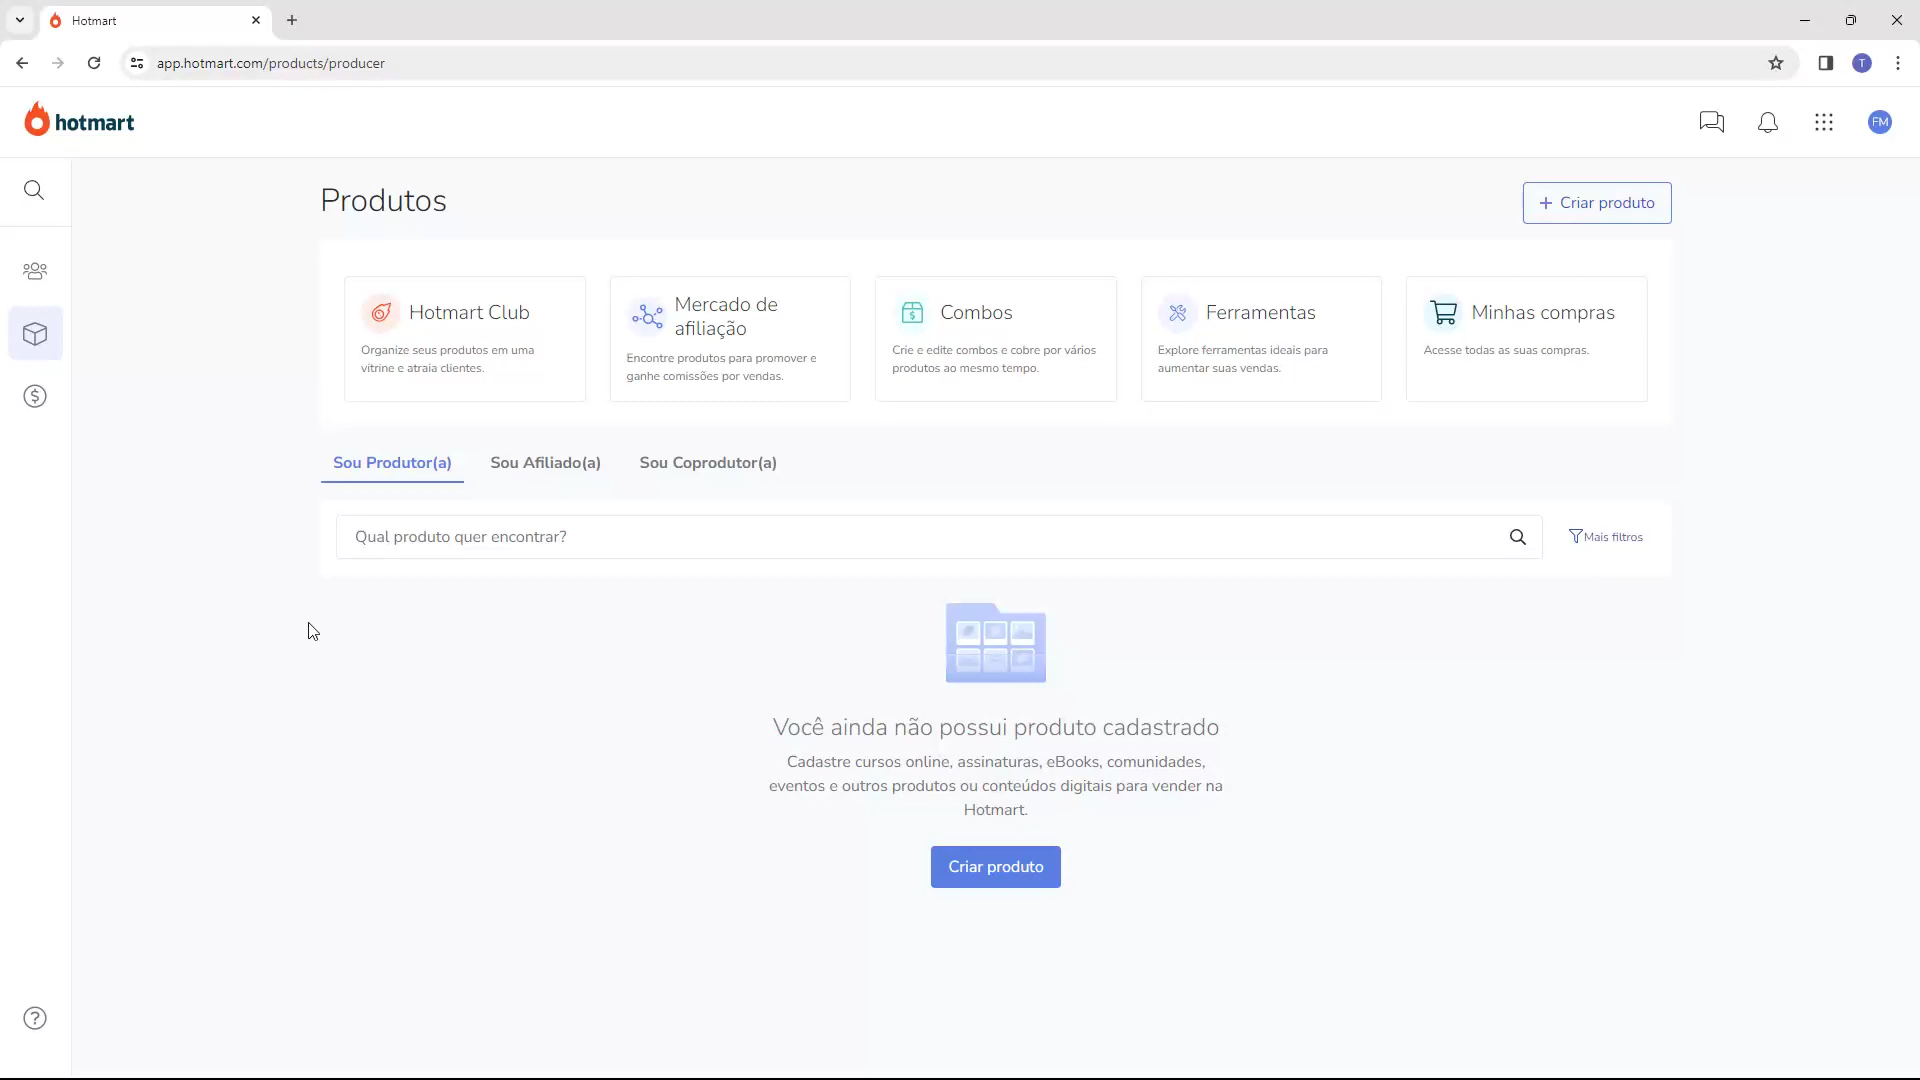 Hotmart
app.hotmart.com/products/producer
T
hotmart
FM
Produtos
+ Criar produto
Hotmart Club
Organize seus produtos em uma
vitrine e atraia clientes.
Mercado de
afiliação
Encontre produtos para promover e
ganhe comissões por vendas.
Combos
Crie e edite combos e cobre por vários
produtos ao mesmo tempo.
Ferramentas
Explore ferramentas ideais para
aumentar suas vendas.
Minhas compras
Acesse todas as suas compras.
Sou Produtor(a)
Sou Afiliado(a)
Sou Coprodutor(a)
Qual produto quer encontrar?
Mais filtros
Você ainda não possui produto cadastrado
Cadastre cursos online, assinaturas, eBooks, comunidades,
eventos e outros produtos ou conteúdos digitais para vender na
Hotmart.
Criar produto